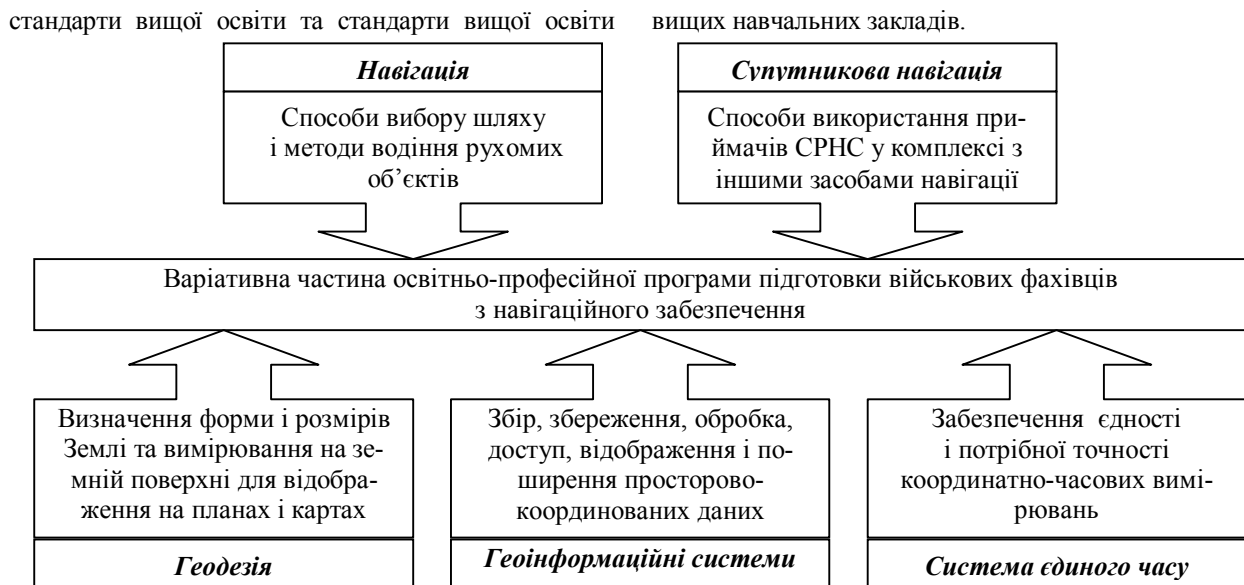 стандарти вищої освіти та стандарти вищої освіти вищих навчальних закладів.
Навігація
Способи вибору шляху
і методи водіння рухомих
об’єктів
Супутникова навігація
Способи використання при-
ймачів СРНС у комплексі з
іншими засобами навігації
Варіативна частина освітньо-професійної програми підготовки військових фахівців
з навігаційного забезпечення
Визначення форми і розмірів
Землі та вимірювання на зе-
мній поверхні для відобра-
ження на планах і картах
Геодезія
Збір, збереження, обробка,
доступ, відображення і по-
ширення просторово-
координованих даних
Геоінформаційні системи
Забезпечення єдності
і потрібної точності
координатно-часових вимі-
рювань
Система єдиного часу